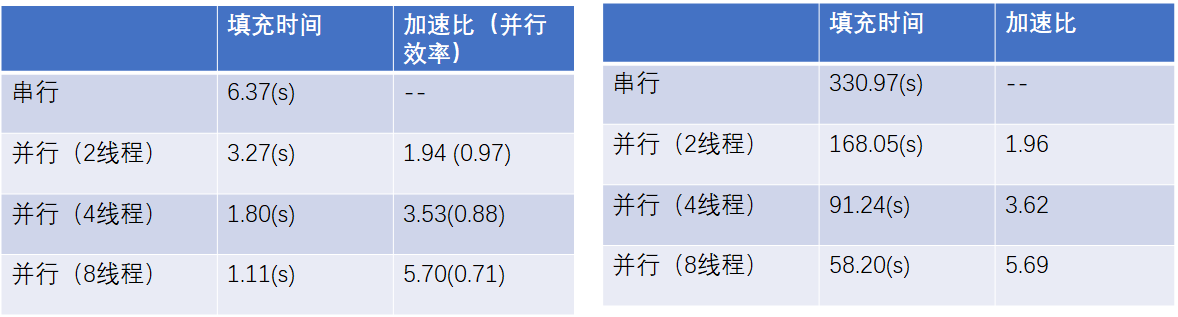 填充时间 加速比（并行
效率）
串行 6.37(s) --
并行（2线程） 3.27(s) 1.94 (0.97)
并行（4线程） 1.80(s) 3.53(0.88)
并行（8线程） 1.11(s) 5.70(0.71)
填充时间 加速比
串行 330.97(s) --
并行（2线程） 168.05(s) 1.96
并行（4线程） 91.24(s) 3.62
并行（8线程） 58.20(s) 5.69